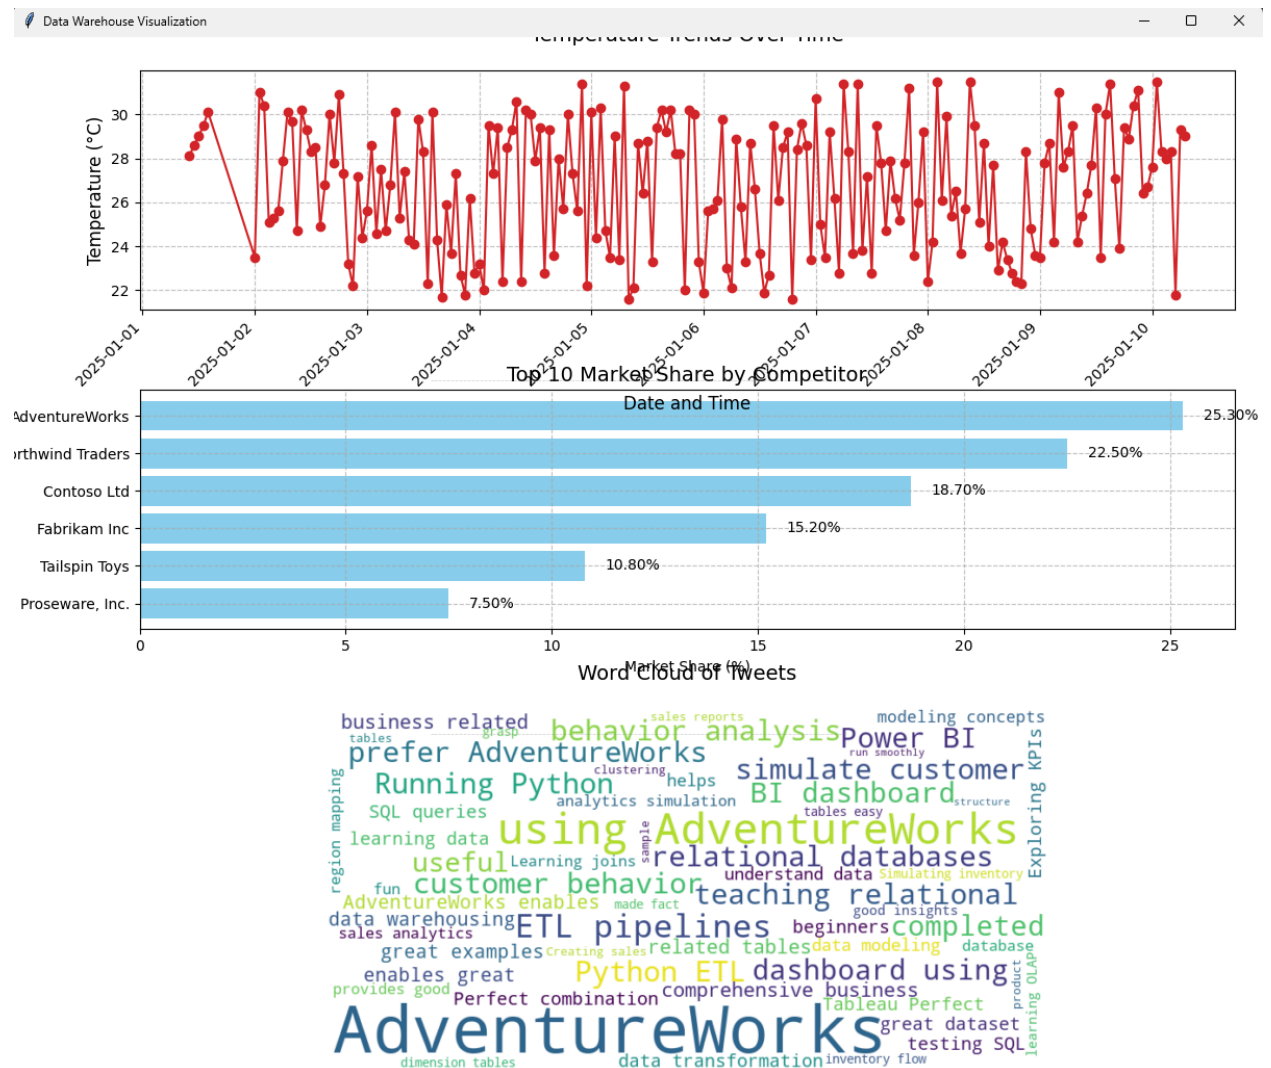 Data Warehouse Visualization
Temperature Trends Over Time
Temperature (°C)
30
28
26
24
22
2025-01-01
2025-01-02
2025-01-03
2025-01-04
2025-01-05
2025-01-06
2025-01-07
2025-01-08
2025-01-09
2025-01-10
Top 10 Market Share by Competitor
Date and Time
AdventureWorks 25.30%
orthwind Traders 22.50%
Contoso Ltd 18.70%
Fabrikam Inc 15.20%
Tailspin Toys 10.80%
Proseware, Inc. 7.50%
0 5 10 15 20 25
Market Share (%)
Word Cloud of Tweets
business related
sales reports
modeling concepts
tables
grasp
behavior analysis
Power BI
prefer AdventureWorks
run smoothly
Exploring KPIs
clustering
simulate customer
Running Python
helps
region mapping
analytics simulation
BI dashboard
structure
SQL queries
tables easy
using AdventureWorks
learning data
sample
useful
Learning joins
relational databases
understand data
Simulating inventory
fun
customer behavior
teaching relational
AdventureWorks enables
made fact
good insights
data warehousing
ETL pipelines
beginners
completed
sales analytics
great examples
Creating sales
related tables
data modeling
database
enables great
Python ETL
dashboard using
product
learning OLAP
provides good
Perfect combination
comprehensive business
Tableau Perfect
AdventureWorks
great dataset
testing SQL
dimension tables
data transformation
inventory flow